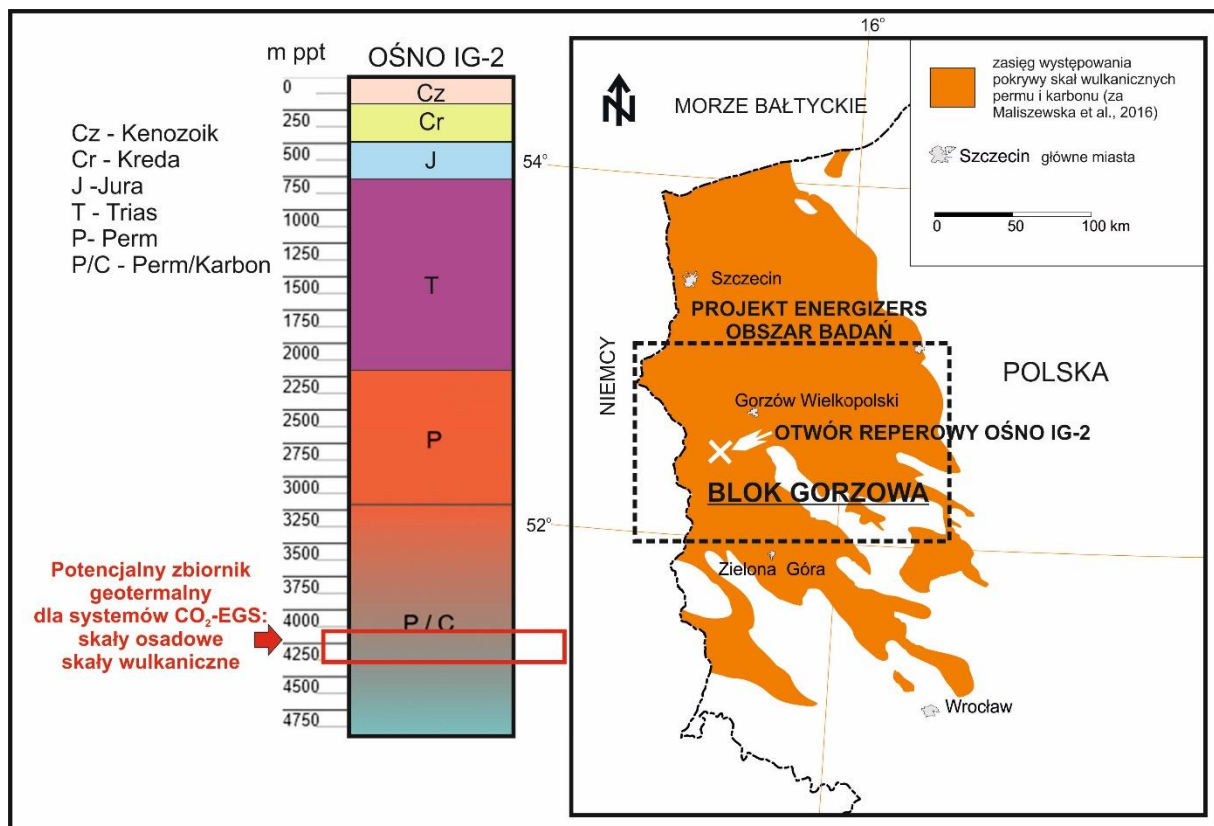 m ppt
OŚNO IG-2
0
250
500
750
1000
1250
1500
1750
2000
2250
2500
2750
3000
3250
3500
3750
4000
4250
4500
4750
Cz
Cr
J
T
P
P / C
Cz - Kenozoik
Cr - Kreda
J -Jura
T - Trias
P- Perm
P/C - Perm/Karbon
Potencjalny zbiornik
geotermalny
dla systemów CO₂-EGS:
skały osadowe
skały wulkaniczne
16°
54°
52°
N
MORZE BAŁTYCKIE
zasięg występowania
pokrywy skał wulkanicznych
permu i karbonu (za
Maliszewska et al., 2016)
Szczecin główne miasta
0 50 100 km
Szczecin
PROJEKT ENERGIZERS
OBSZAR BADAŃ
NIEMCY
POLSKA
Gorzów Wielkopolski
OTWÓR REPEROWY OŚNO IG-2
BLOK GORZOWA
Zielona Góra
Wrocław